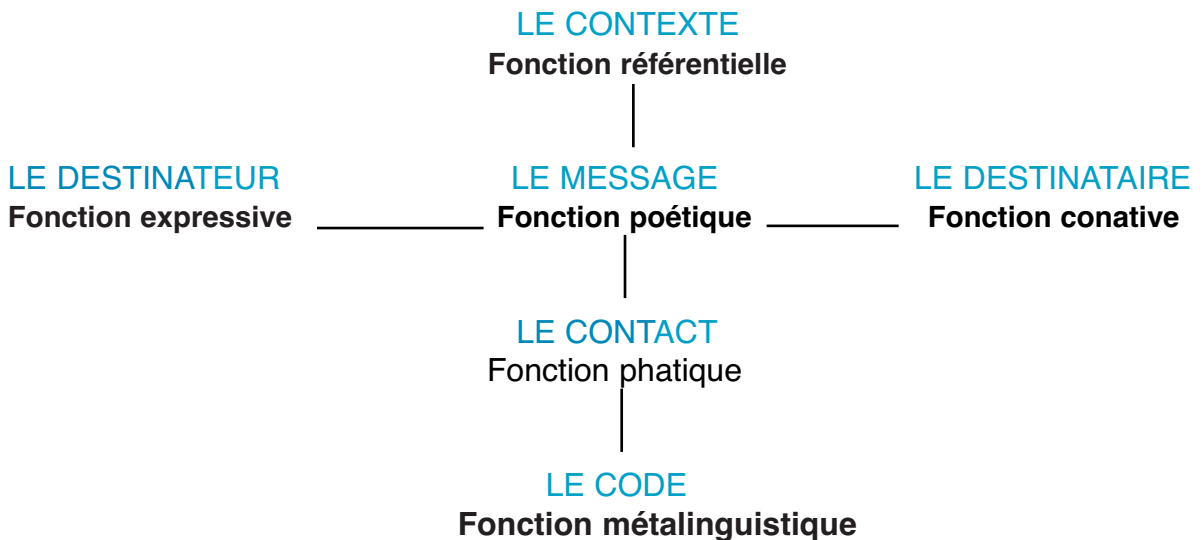 LE CONTEXTE
Fonction référentielle
LE DESTINATEUR
Fonction expressive
LE MESSAGE
Fonction poétique
LE DESTINATAIRE
Fonction conative
LE CONTACT
Fonction phatique
LE CODE
Fonction métalinguistique